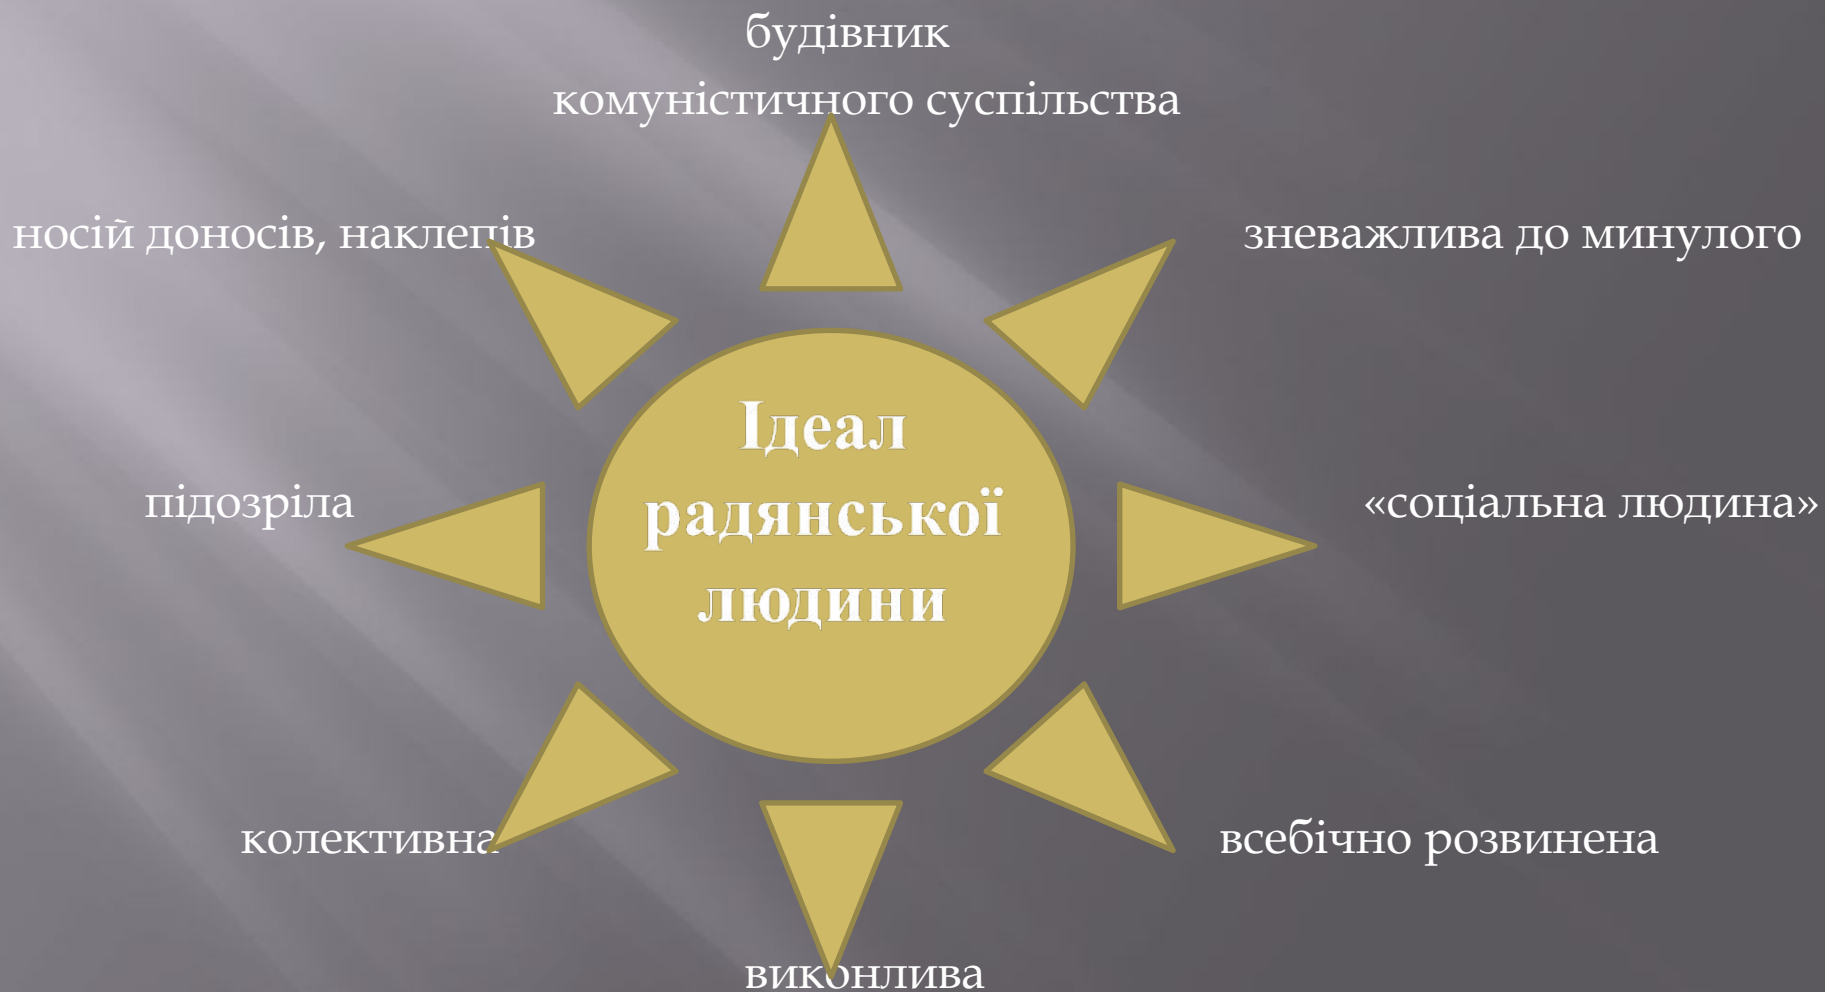 будівник
комуністичного суспільства
носій доносів, наклепів
зневажлива до минулого
Ідеал
радянської
людини
підозріла
«соціальна людина»
колективна
всебічно розвинена
виконлива